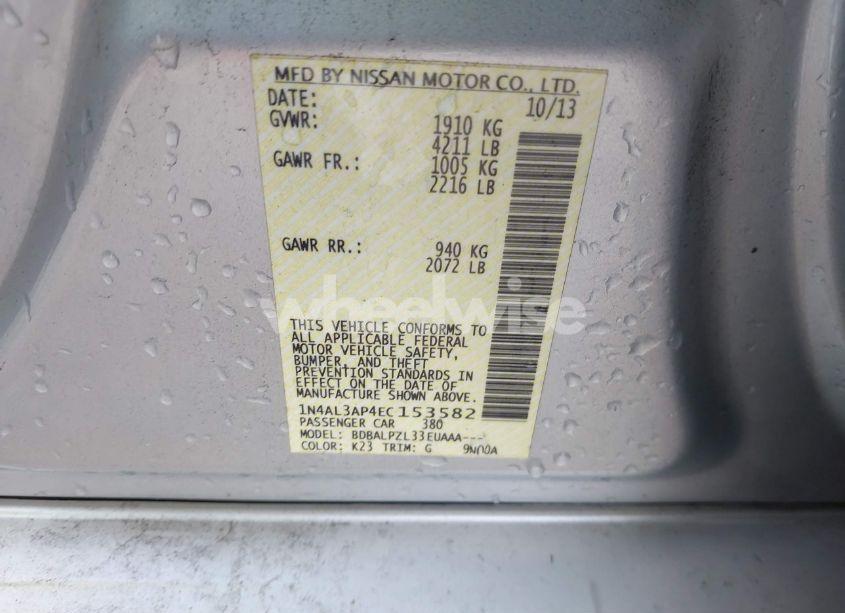 MFD BY NISSAN MOTOR CO., LTD.
DATE: 10/13
GVWR: 1910 KG
4211 LB
GAWR FR.: 1005 KG
2216 LB
GAWR RR.: 940 KG
2072 LB
wheelwise
THIS VEHICLE CONFORMS TO
ALL APPLICABLE FEDERAL
MOTOR VEHICLE SAFETY,
BUMPER, AND THEFT
PREVENTION STANDARDS IN
EFFECT ON THE DATE OF
MANUFACTURE SHOWN ABOVE.
1N4AL3AP4EC153582
PASSENGER CAR 380
MODEL: BDBALPZL33EUAAA---
COLOR: K23 TRIM: G 9N00A